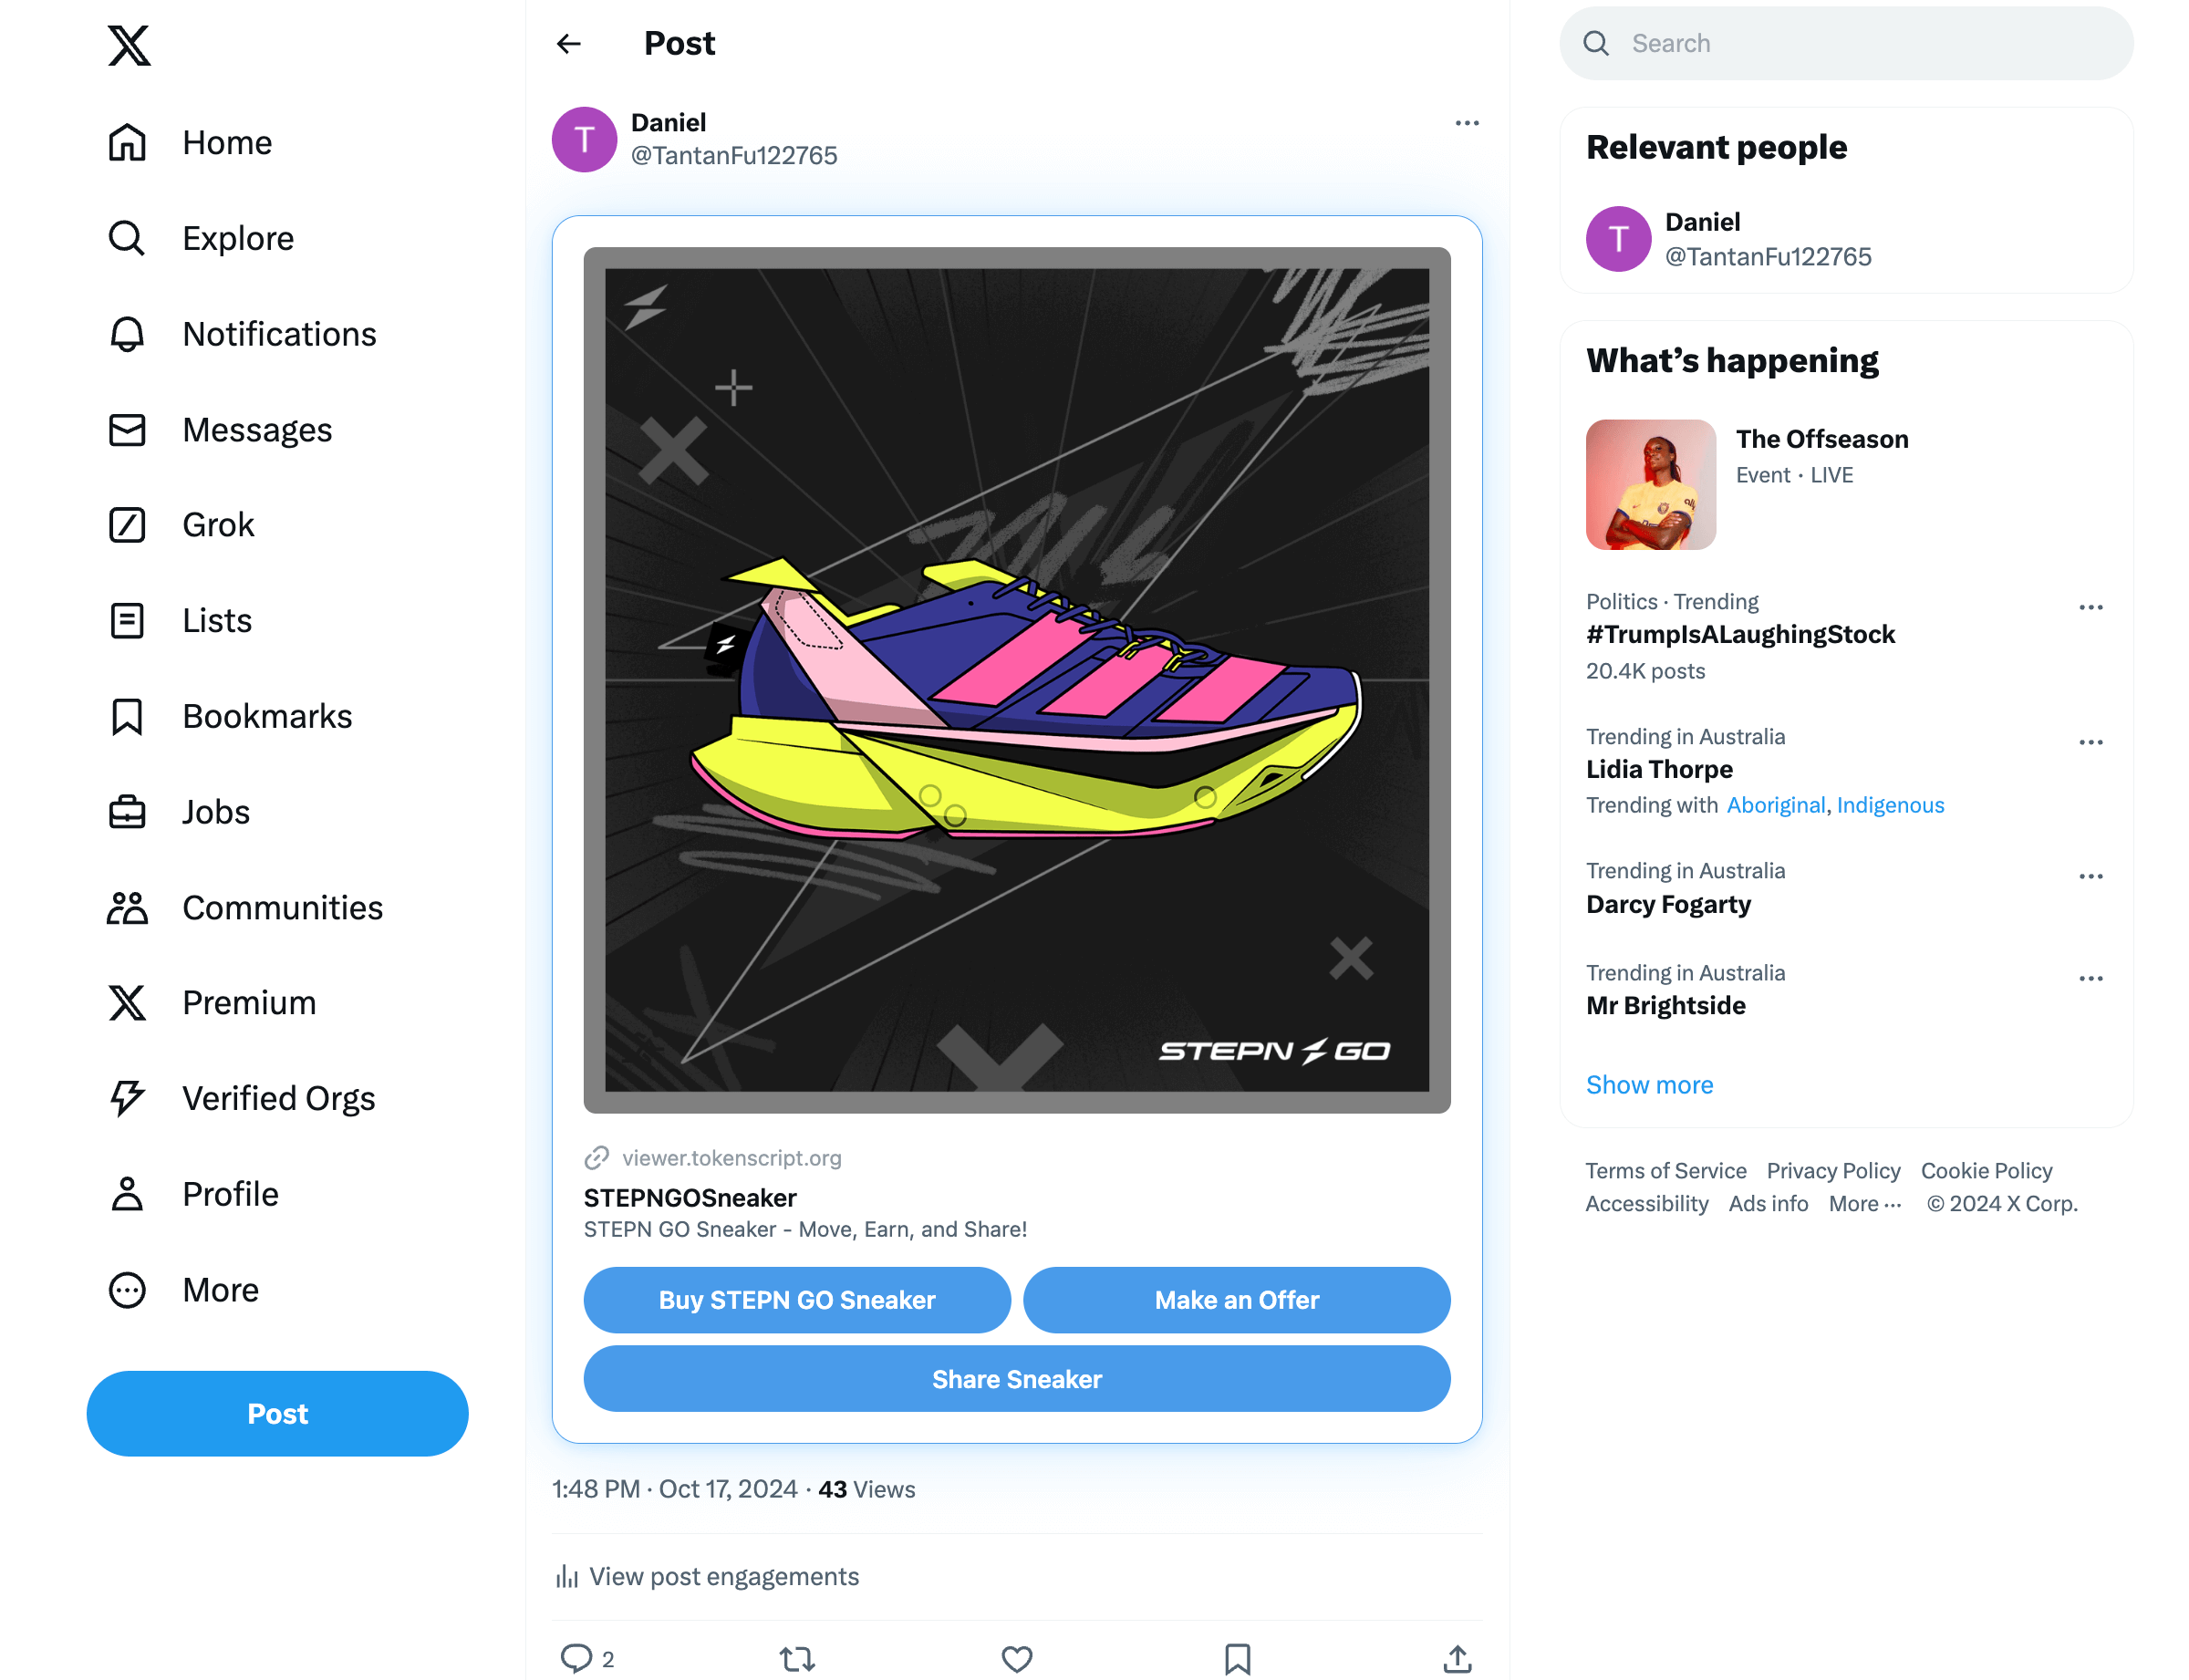 Home
Explore
Notifications
Messages
Grok
Lists
Bookmarks
Jobs
Communities
Premium
Verified Orgs
Profile
More
Post
Post
T
Daniel
@TantanFu122765
STEPN GO
viewer.tokenscript.org
STEPNGOSneaker
STEPN GO Sneaker - Move, Earn, and Share!
Buy STEPN GO Sneaker
Make an Offer
Share Sneaker
1:48 PM · Oct 17, 2024 · 43 Views
View post engagements
2
Search
Relevant people
T
Daniel
@TantanFu122765
What’s happening
The Offseason
Event · LIVE
Politics · Trending
#TrumpIsALaughingStock
20.4K posts
Trending in Australia
Lidia Thorpe
Trending with Aboriginal, Indigenous
Trending in Australia
Darcy Fogarty
Trending in Australia
Mr Brightside
Show more
Terms of Service Privacy Policy Cookie Policy
Accessibility Ads info More ··· © 2024 X Corp.